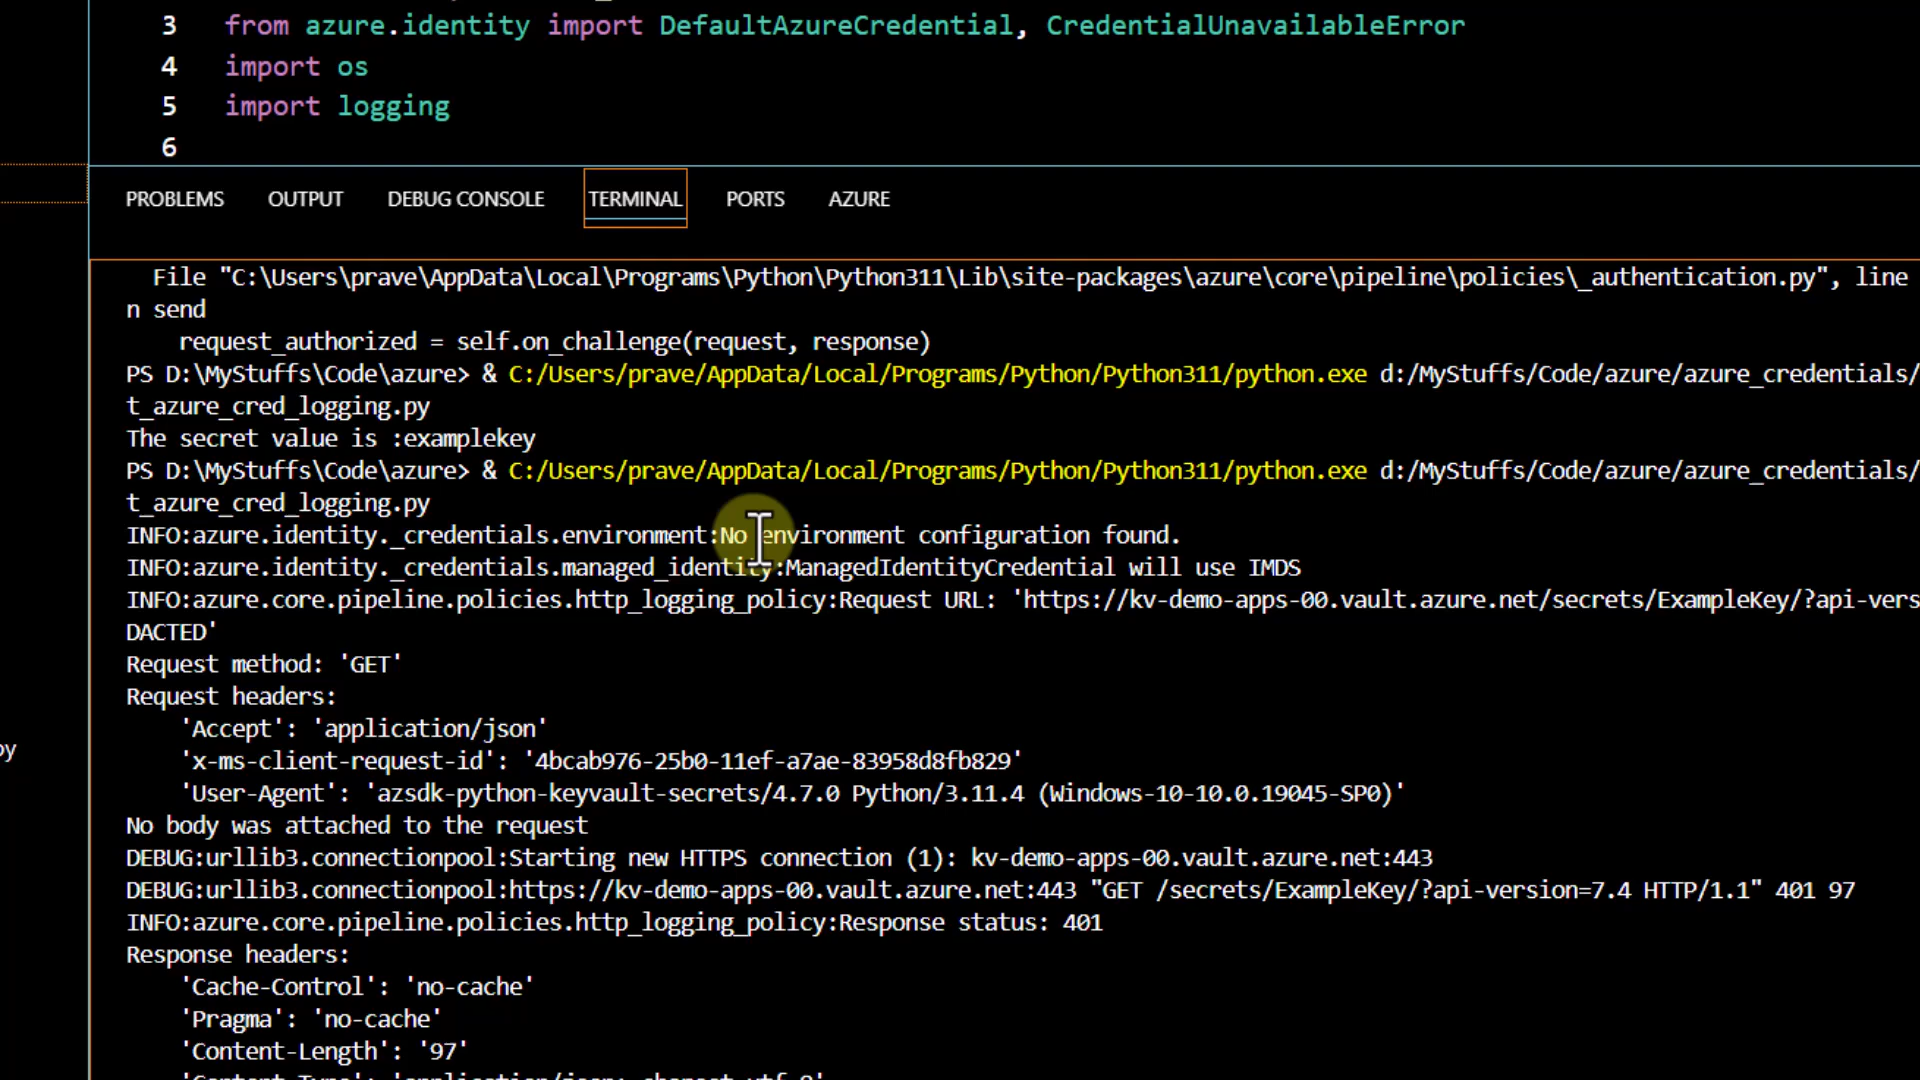 3 from azure.identity import DefaultAzureCredential, CredentialUnavailableError
4 import os
5 import logging
6
PROBLEMS OUTPUT DEBUG CONSOLE TERMINAL PORTS AZURE
File "C:\Users\prave\AppData\Local\Programs\Python\Python311\Lib\site-packages\azure\core\pipeline\policies\_authentication.py", line
n send
request_authorized = self.on_challenge(request, response)
PS D:\MyStuffs\Code\azure> & C:/Users/prave/AppData/Local/Programs/Python/Python311/python.exe d:/MyStuffs/Code/azure/azure_credentials/
t_azure_cred_logging.py
The secret value is :examplekey
PS D:\MyStuffs\Code\azure> & C:/Users/prave/AppData/Local/Programs/Python/Python311/python.exe d:/MyStuffs/Code/azure/azure_credentials/
t_azure_cred_logging.py
INFO:azure.identity._credentials.environment:No environment configuration found.
INFO:azure.identity._credentials.managed_identity:ManagedIdentityCredential will use IMDS
INFO:azure.core.pipeline.policies.http_logging_policy:Request URL: 'https://kv-demo-apps-00.vault.azure.net/secrets/ExampleKey/?api-vers
DACTED'
Request method: 'GET'
Request headers:
'Accept': 'application/json'
'x-ms-client-request-id': '4bcab976-25b0-11ef-a7ae-83958d8fb829'
py
'User-Agent': 'azsdk-python-keyvault-secrets/4.7.0 Python/3.11.4 (Windows-10-10.0.19045-SP0)'
No body was attached to the request
DEBUG:urllib3.connectionpool:Starting new HTTPS connection (1): kv-demo-apps-00.vault.azure.net:443
DEBUG:urllib3.connectionpool:https://kv-demo-apps-00.vault.azure.net:443 "GET /secrets/ExampleKey/?api-version=7.4 HTTP/1.1" 401 97
INFO:azure.core.pipeline.policies.http_logging_policy:Response status: 401
Response headers:
'Cache-Control': 'no-cache'
'Pragma': 'no-cache'
'Content-Length': '97'